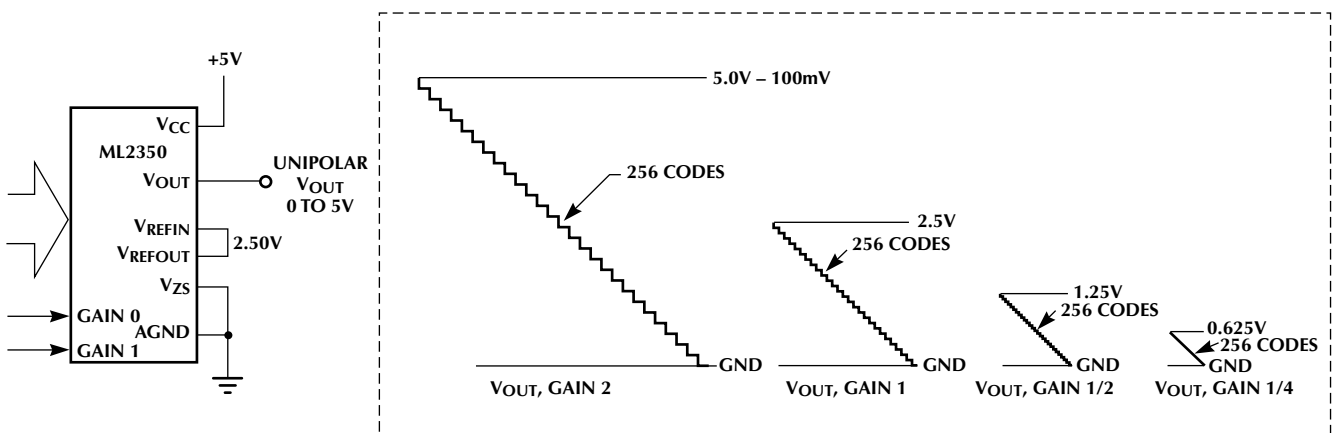 +5V
VCC
ML2350
VOUT
UNIPOLAR
VOUT
0 TO 5V
VREFIN
2.50V
VREFOUT
VZS
GAIN 0
AGND
GAIN 1
5.0V – 100mV
256 CODES
GND
VOUT, GAIN 2
2.5V
256 CODES
GND
VOUT, GAIN 1
1.25V
256 CODES
GND
VOUT, GAIN 1/2
0.625V
256 CODES
GND
VOUT, GAIN 1/4